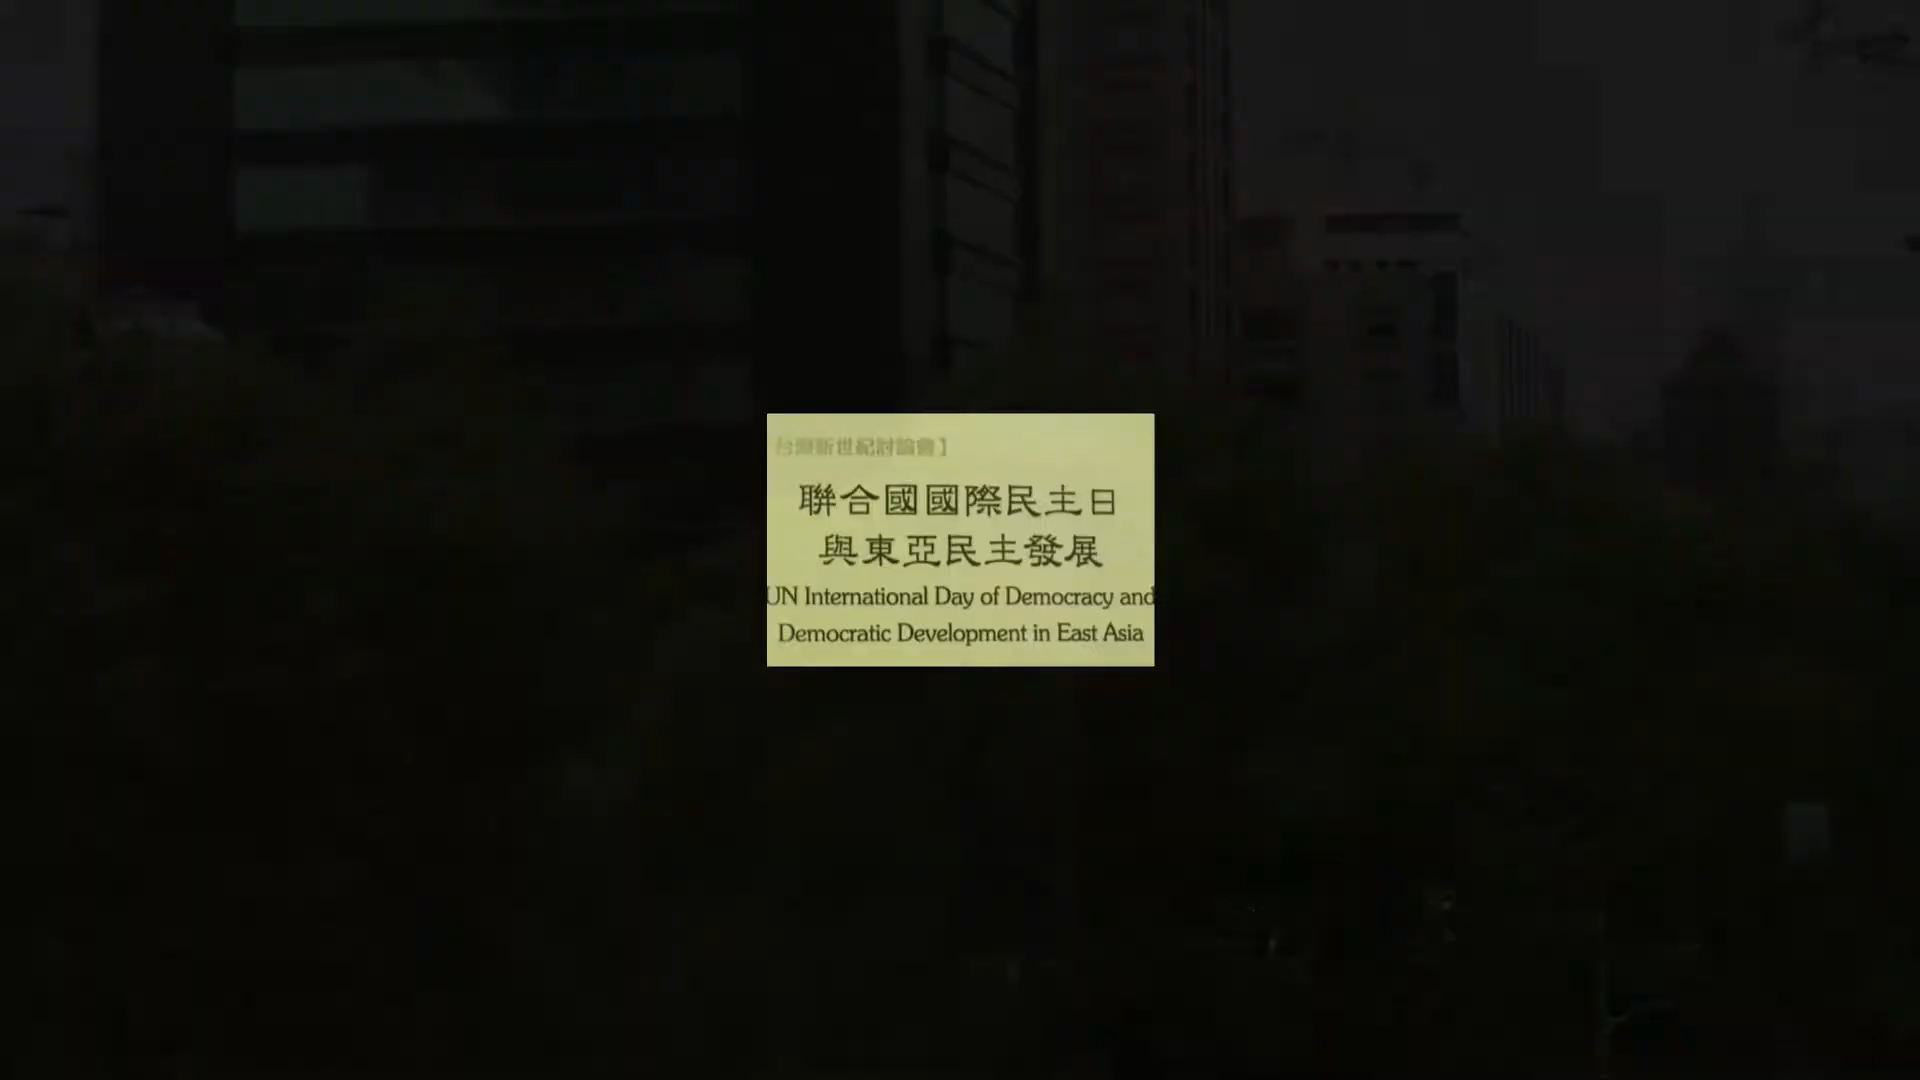 台灣新世紀討論會】
聯合國國際民主日
與東亞民主發展
UN International Day of Democracy and
Democratic Development in East Asia